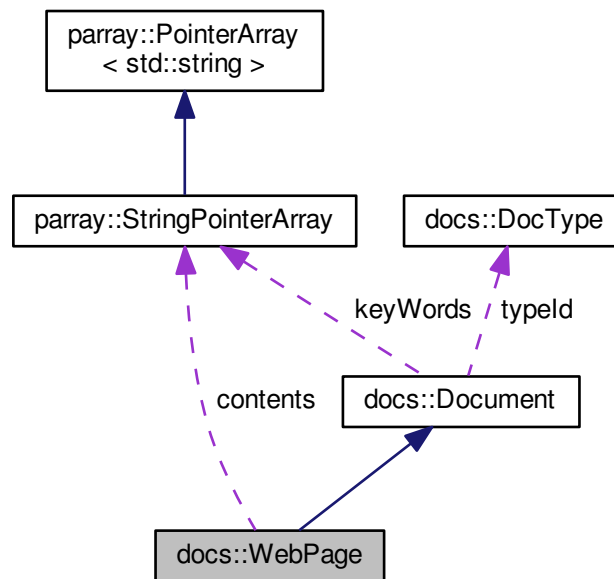 parray::PointerArray
< std::string >
parray::StringPointerArray
docs::DocType
keyWords
typeId
contents
docs::Document
docs::WebPage